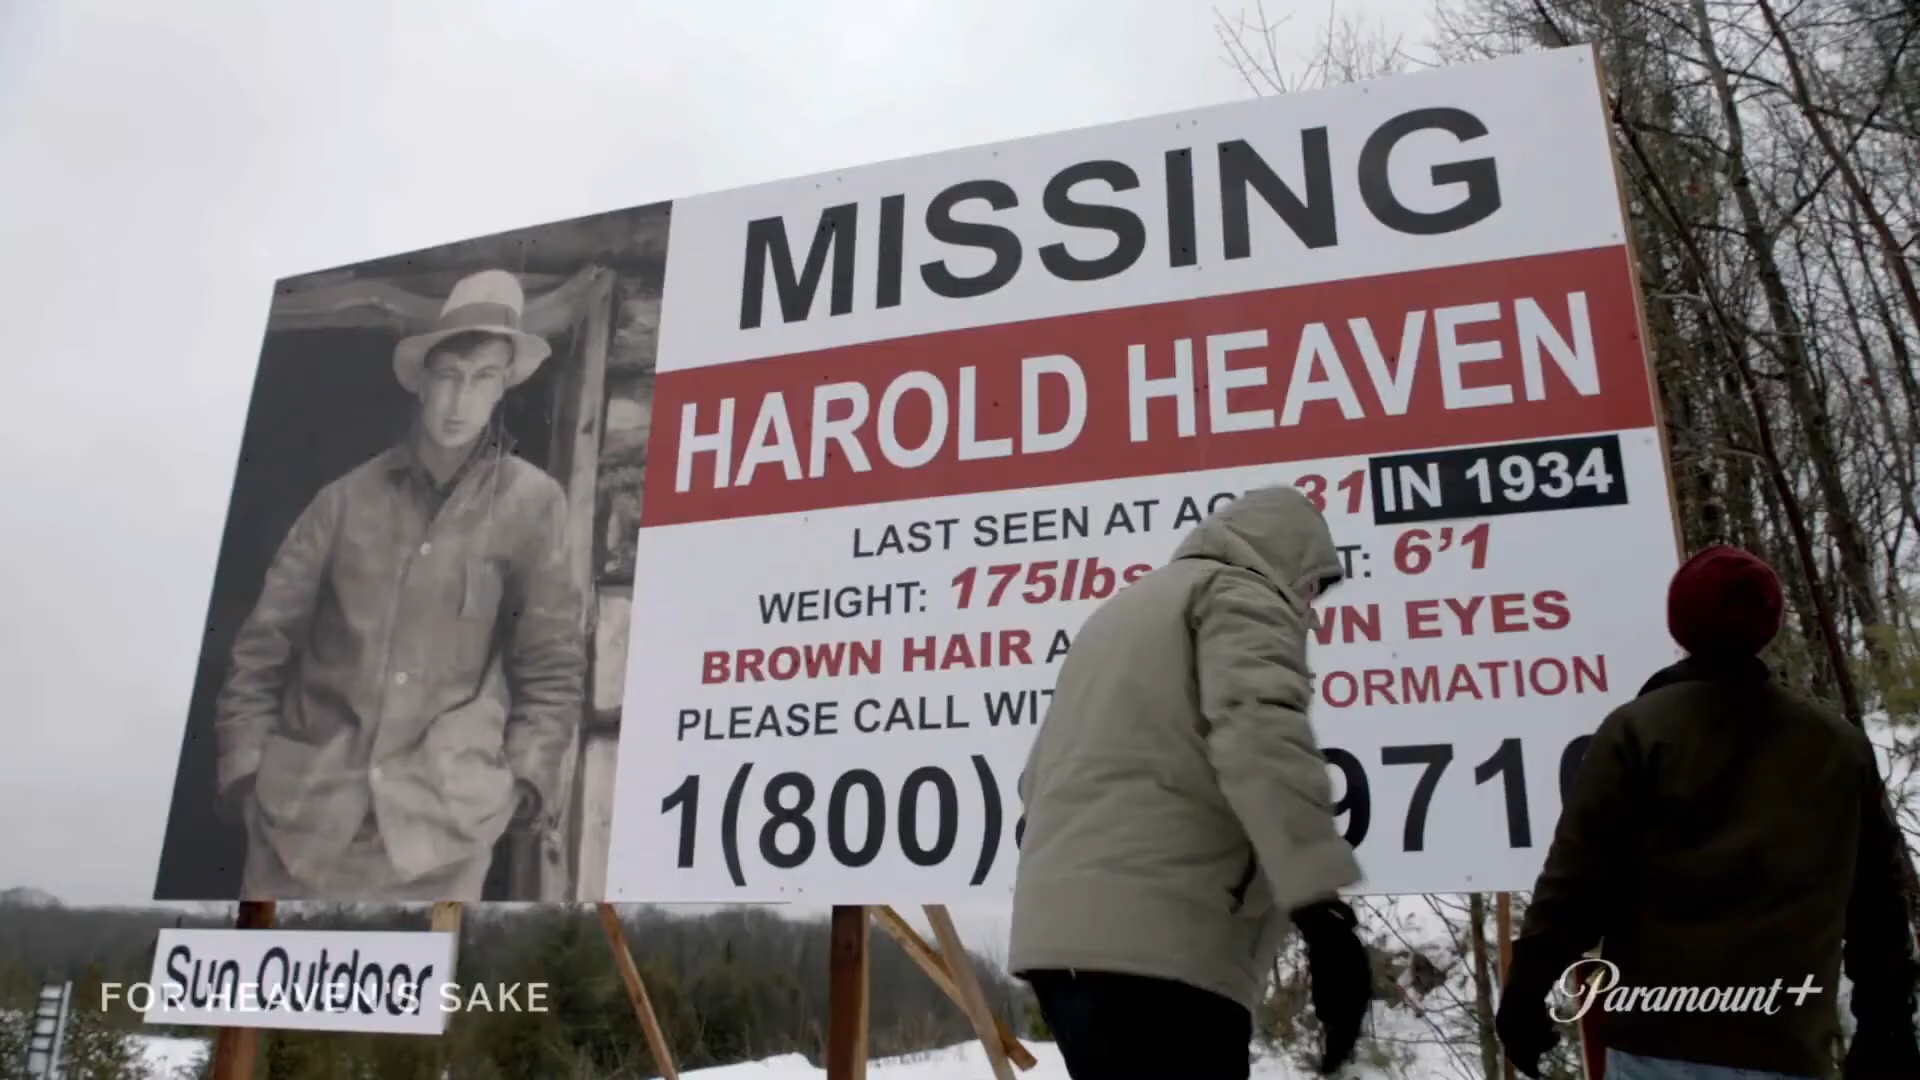 MISSING
HAROLD HEAVEN
LAST SEEN AT 31 IN 1934
WEIGHT: 175lbs 6'1
BROWN HAIR EYES
PLEASE CALL
1(800)
Sun Outdoor
FOR HEAVEN'S SAKE
Paramount+